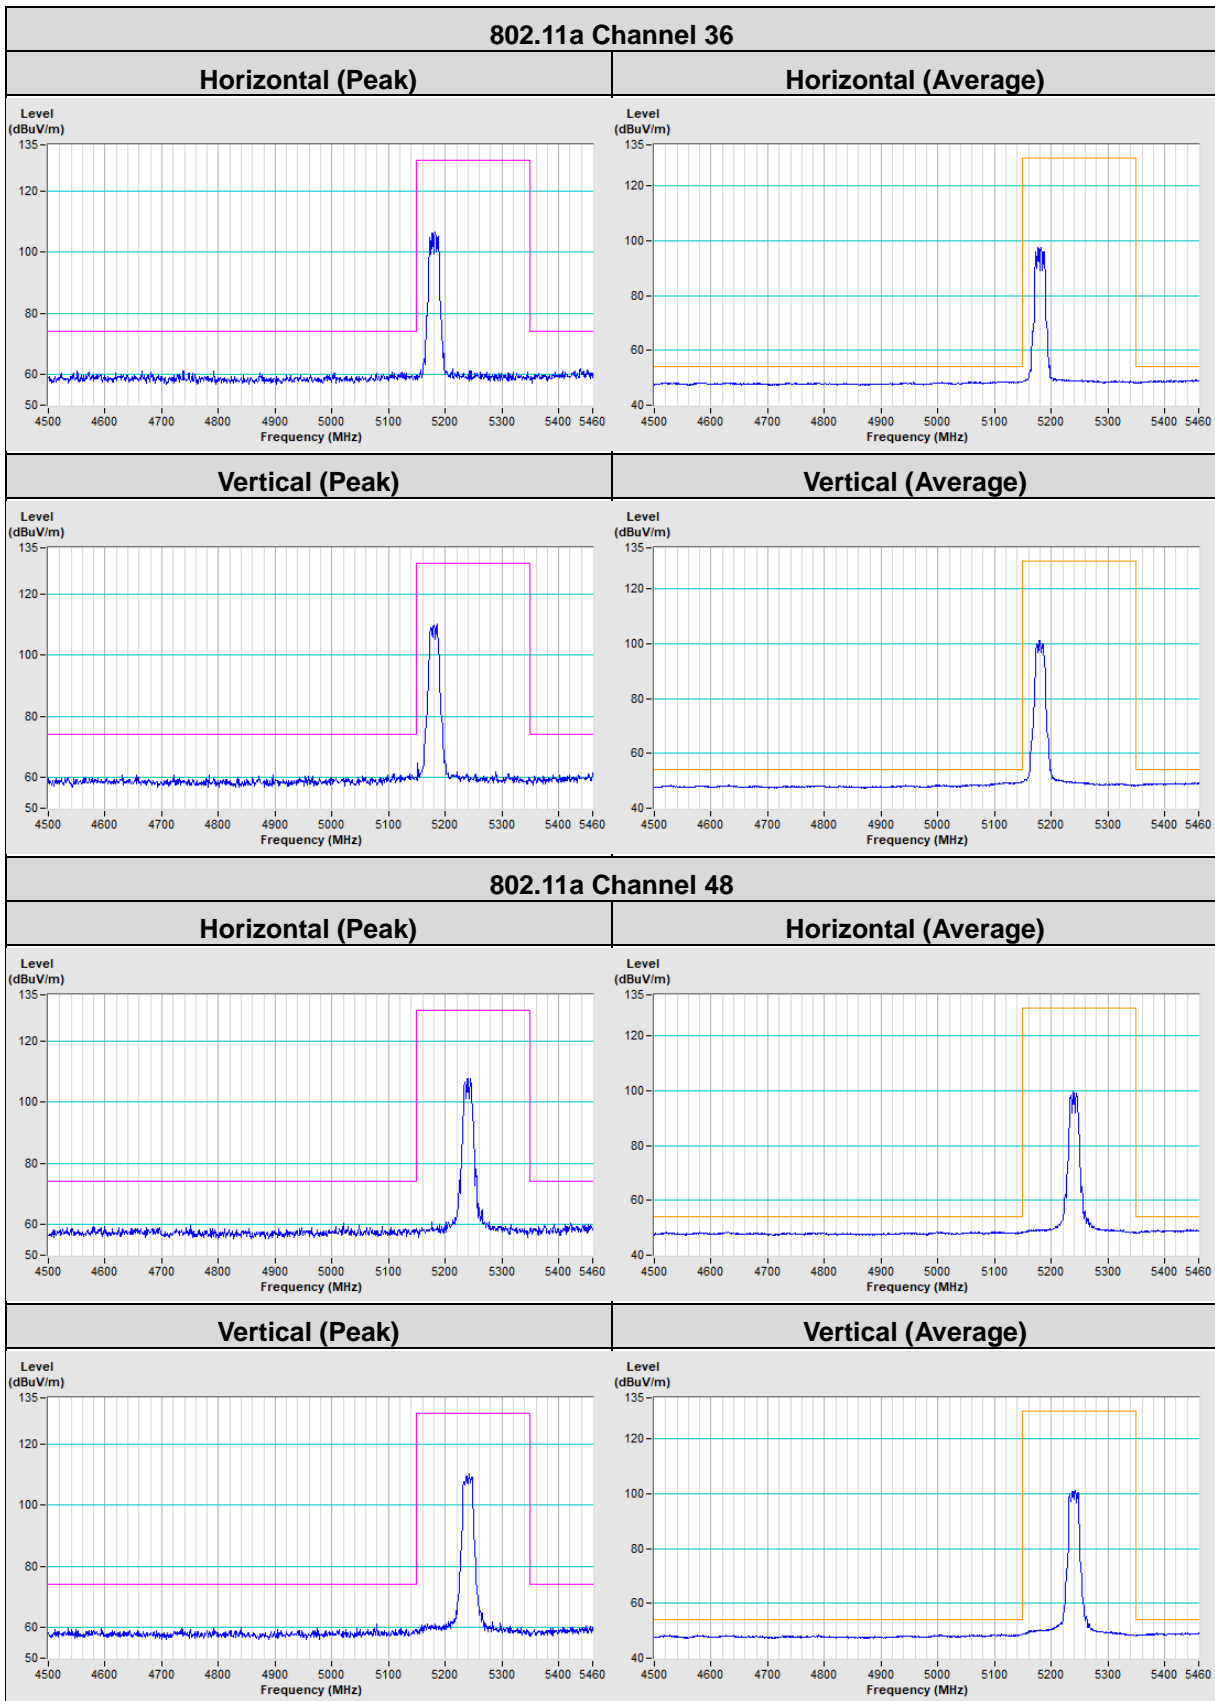 802.11a Channel 36
Horizontal (Peak)
Horizontal (Average)
Level
(dBuV/m)
135
120
100
80
60
50
4500 4600 4700 4800 4900 5000 5100 5200 5300 5400 5460
Frequency (MHz)
Level
(dBuV/m)
135
120
100
80
60
40
4500 4600 4700 4800 4900 5000 5100 5200 5300 5400 5460
Frequency (MHz)
Vertical (Peak)
Vertical (Average)
Level
(dBuV/m)
135
120
100
80
60
50
4500 4600 4700 4800 4900 5000 5100 5200 5300 5400 5460
Frequency (MHz)
Level
(dBuV/m)
135
120
100
80
60
40
4500 4600 4700 4800 4900 5000 5100 5200 5300 5400 5460
Frequency (MHz)
802.11a Channel 48
Horizontal (Peak)
Horizontal (Average)
Level
(dBuV/m)
135
120
100
80
60
50
4500 4600 4700 4800 4900 5000 5100 5200 5300 5400 5460
Frequency (MHz)
Level
(dBuV/m)
135
120
100
80
60
40
4500 4600 4700 4800 4900 5000 5100 5200 5300 5400 5460
Frequency (MHz)
Vertical (Peak)
Vertical (Average)
Level
(dBuV/m)
135
120
100
80
60
50
4500 4600 4700 4800 4900 5000 5100 5200 5300 5400 5460
Frequency (MHz)
Level
(dBuV/m)
135
120
100
80
60
40
4500 4600 4700 4800 4900 5000 5100 5200 5300 5400 5460
Frequency (MHz)